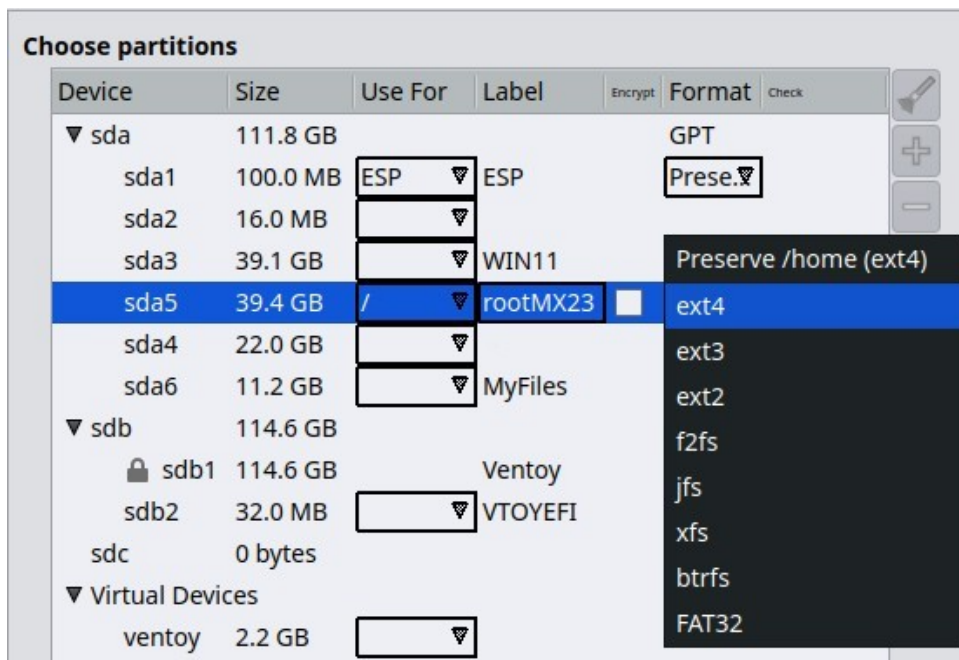 Choose partitions
Device Size Use For Label Encrypt Format Check
sda 111.8 GB GPT
sda1 100.0 MB ESP ESP Prese..
sda2 16.0 MB
sda3 39.1 GB WIN11
Preserve /home (ext4)
sda5 39.4 GB / rootMX23
ext4
sda4 22.0 GB
ext3
sda6 11.2 GB MyFiles
ext2
sdb 114.6 GB
f2fs
sdb1 114.6 GB Ventoy
jfs
sdb2 32.0 MB VTOYEFI
xfs
sdc 0 bytes
btrfs
Virtual Devices
FAT32
ventoy 2.2 GB